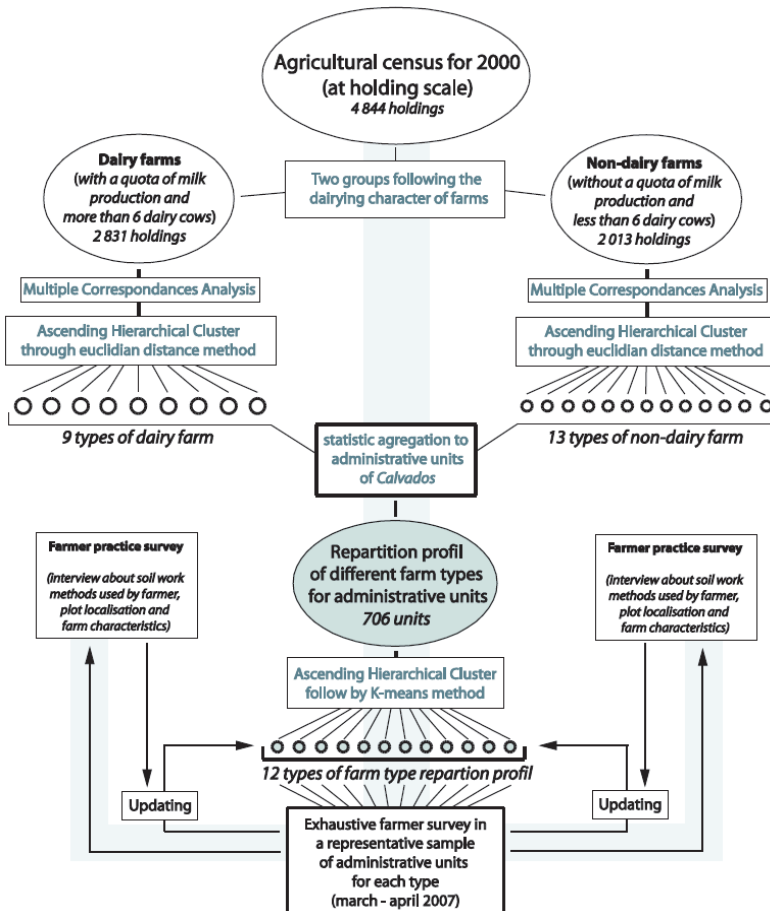 Agricultural census for 2000
(at holding scale)
4 844 holdings
Dairy farms
(with a quota of milk
production and
more than 6 dairy cows)
2 831 holdings
Two groups following the
dairying character of farms
Non-dairy farms
(without a quota of milk
production and
less than 6 dairy cows)
2 013 holdings
Multiple Correspondances Analysis
Multiple Correspondances Analysis
Ascending Hierarchical Cluster
through euclidian distance method
Ascending Hierarchical Cluster
through euclidian distance method
9 types of dairy farm
13 types of non-dairy farm
statistic agregation to
administrative units
of Calvados
Repartition profil
of different farm types
for administrative units
706 units
Farmer practice survey
(interview about soil work
methods used by farmer,
plot localisation and
farm characteristics)
Farmer practice survey
(interview about soil work
methods used by farmer,
plot localisation and
farm characteristics)
Ascending Hierarchical Cluster
follow by K-means method
12 types of farm type repartion profil
Updating
Updating
Exhaustive farmer survey in
a representative sample
of administrative units
for each type
(march - april 2007)